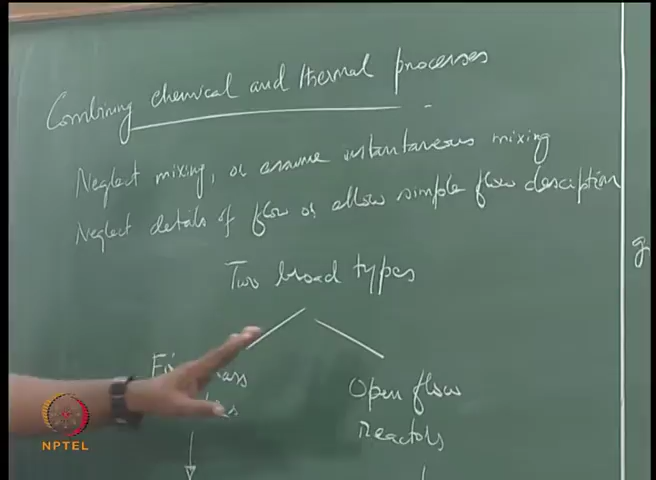 Combining chemical and thermal processes
Neglect mixing, or assume instantaneous mixing
Neglect details of flow or allow simple flow desciption
g
Two broad types
Open flow
Reactors
NPTEL